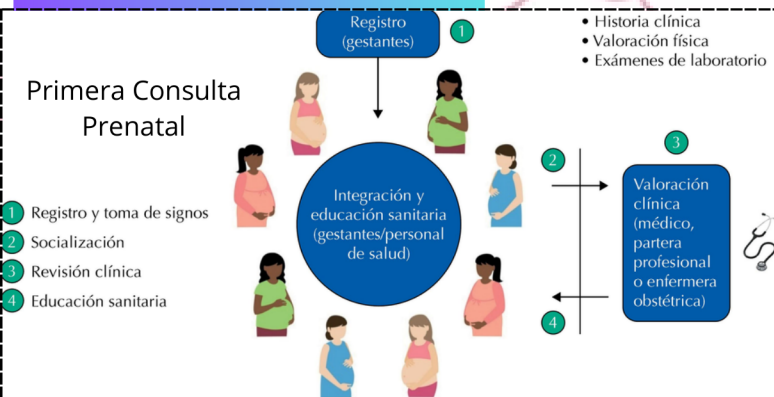 Registro
(gestantes)
1
• Historia clínica
• Valoración física
• Exámenes de laboratorio
Primera Consulta
Prenatal
1 Registro y toma de signos
2 Socialización
3 Revisión clínica
4 Educación sanitaria
Integración y
educación sanitaria
(gestantes/personal
de salud)
2
3
Valoración
clínica
(médico,
partera
profesional
o enfermera
obstétrica)
4